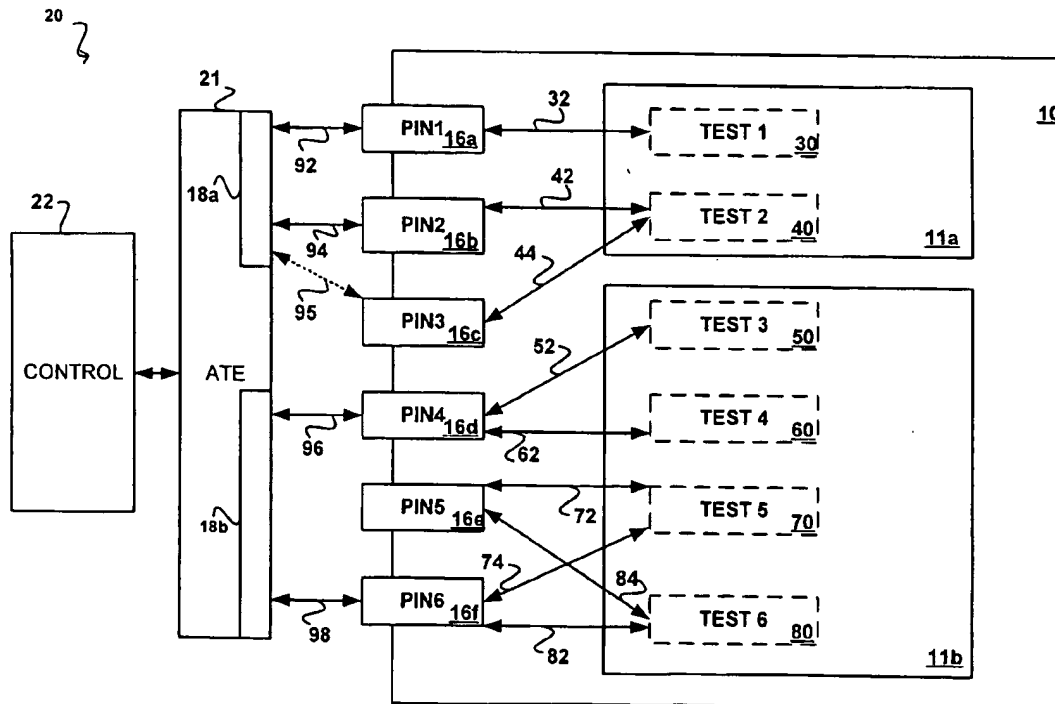 20
21
10
32
PIN1
16a
TEST 1
30
92
18a
42
22
PIN2
16b
TEST 2
40
94
11a
44
95
PIN3
16c
TEST 3
50
52
CONTROL
ATE
PIN4
16d
TEST 4
60
96
62
PIN5
16e
TEST 5
70
72
18b
74
84
PIN6
16f
TEST 6
80
98
82
11b